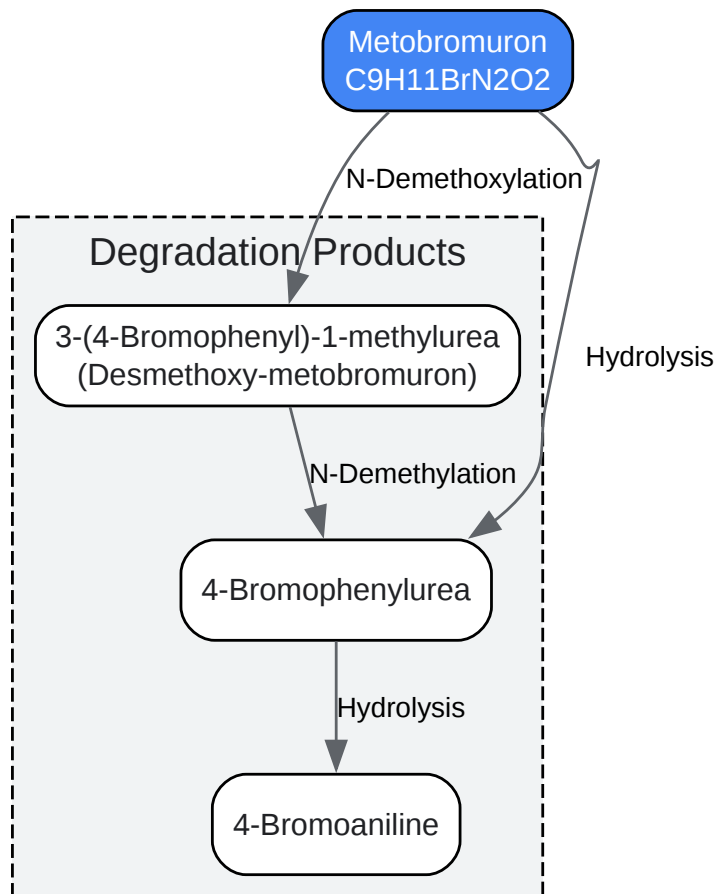 Metobromuron
C9H11BrN2O2
N-Demethoxylation
Degradation Products
3-(4-Bromophenyl)-1-methylurea
(Desmethoxy-metobromuron)
Hydrolysis
N-Demethylation
4-Bromophenylurea
Hydrolysis
4-Bromoaniline